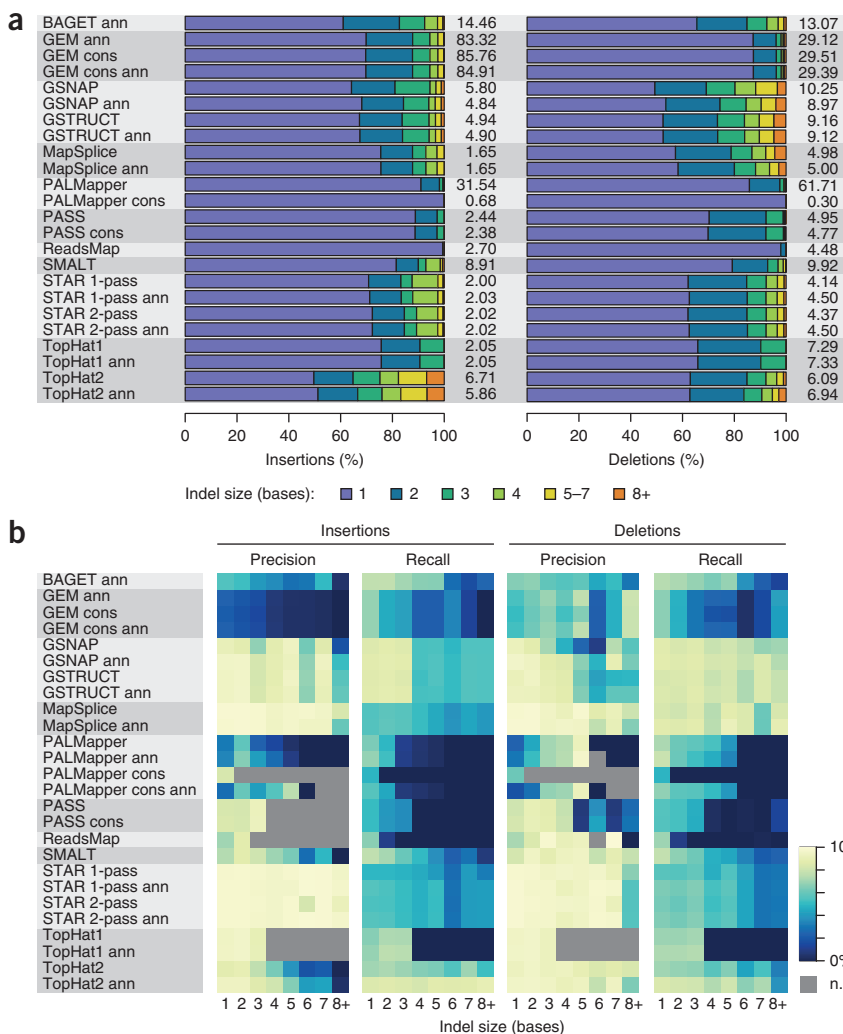 a
BAGET ann 14.46 13.07
GEM ann 83.32 29.12
GEM cons 85.76 29.51
GEM cons ann 84.91 29.39
GSNAP 5.80 10.25
GSNAP ann 4.84 8.97
GSTRUCT 4.94 9.16
GSTRUCT ann 4.90 9.12
MapSplice 1.65 4.98
MapSplice ann 1.65 5.00
PALMapper 31.54 61.71
PALMapper cons 0.68 0.30
PASS 2.44 4.95
PASS cons 2.38 4.77
ReadsMap 2.70 4.48
SMALT 8.91 9.92
STAR 1-pass 2.00 4.14
STAR 1-pass ann 2.03 4.50
STAR 2-pass 2.02 4.37
STAR 2-pass ann 2.02 4.50
TopHat1 2.05 7.29
TopHat1 ann 2.05 7.33
TopHat2 6.71 6.09
TopHat2 ann 5.86 6.94
0 20 40 60 80 100 0 20 40 60 80 100
Insertions (%) Deletions (%)
Indel size (bases): 1 2 3 4 5–7 8+
b
Insertions Deletions
Precision Recall Precision Recall
BAGET ann
GEM ann
GEM cons
GEM cons ann
GSNAP
GSNAP ann
GSTRUCT
GSTRUCT ann
MapSplice
MapSplice ann
PALMapper
PALMapper ann
PALMapper cons
PALMapper cons ann
PASS
PASS cons
ReadsMap
SMALT 10
STAR 1-pass
STAR 1-pass ann
STAR 2-pass
STAR 2-pass ann
TopHat1
TopHat1 ann 0%
TopHat2 n.
TopHat2 ann
1 2 3 4 5 6 7 8+ 1 2 3 4 5 6 7 8+ 1 2 3 4 5 6 7 8+ 1 2 3 4 5 6 7 8+
Indel size (bases)